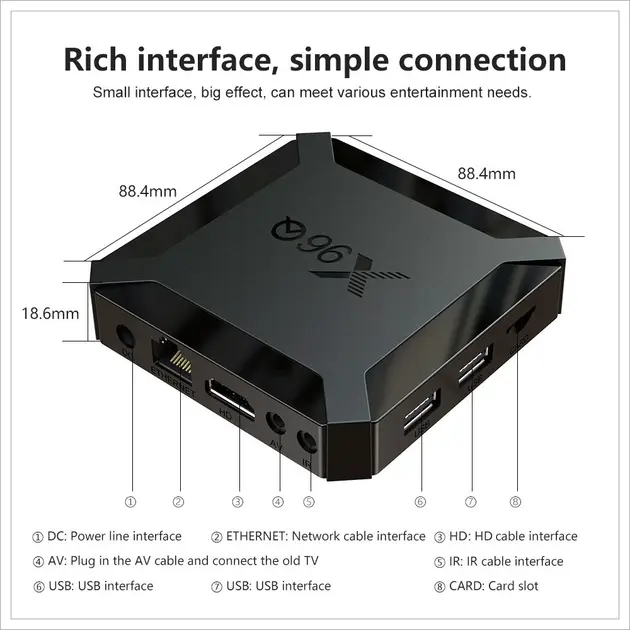 Rich interface, simple connection
Small interface, big effect, can meet various entertainment needs.
88.4mm
88.4mm
18.6mm
X96Q
DC
ETHERNET
HD
AV
IR
USB
USB
CARD
① ② ③ ④ ⑤ ⑥ ⑦ ⑧
① DC: Power line interface ② ETHERNET: Network cable interface ③ HD: HD cable interface
④ AV: Plug in the AV cable and connect the old TV ⑤ IR: IR cable interface
⑥ USB: USB interface ⑦ USB: USB interface ⑧ CARD: Card slot